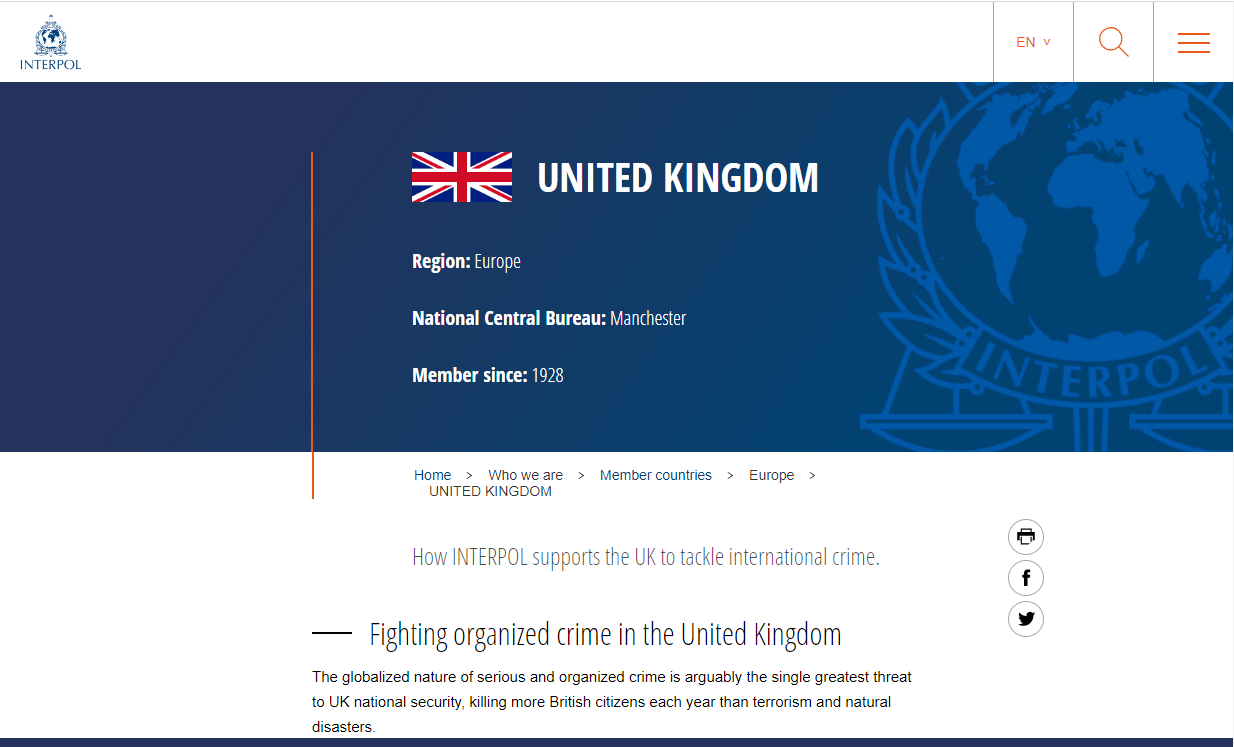 INTERPOL
EN v
UNITED KINGDOM
Region: Europe
National Central Bureau: Manchester
Member since: 1928
INTERPOL
Home > Who we are > Member countries > Europe >
UNITED KINGDOM
How INTERPOL supports the UK to tackle international crime.
Fighting organized crime in the United Kingdom
The globalized nature of serious and organized crime is arguably the single greatest threat
to UK national security, killing more British citizens each year than terrorism and natural
disasters.